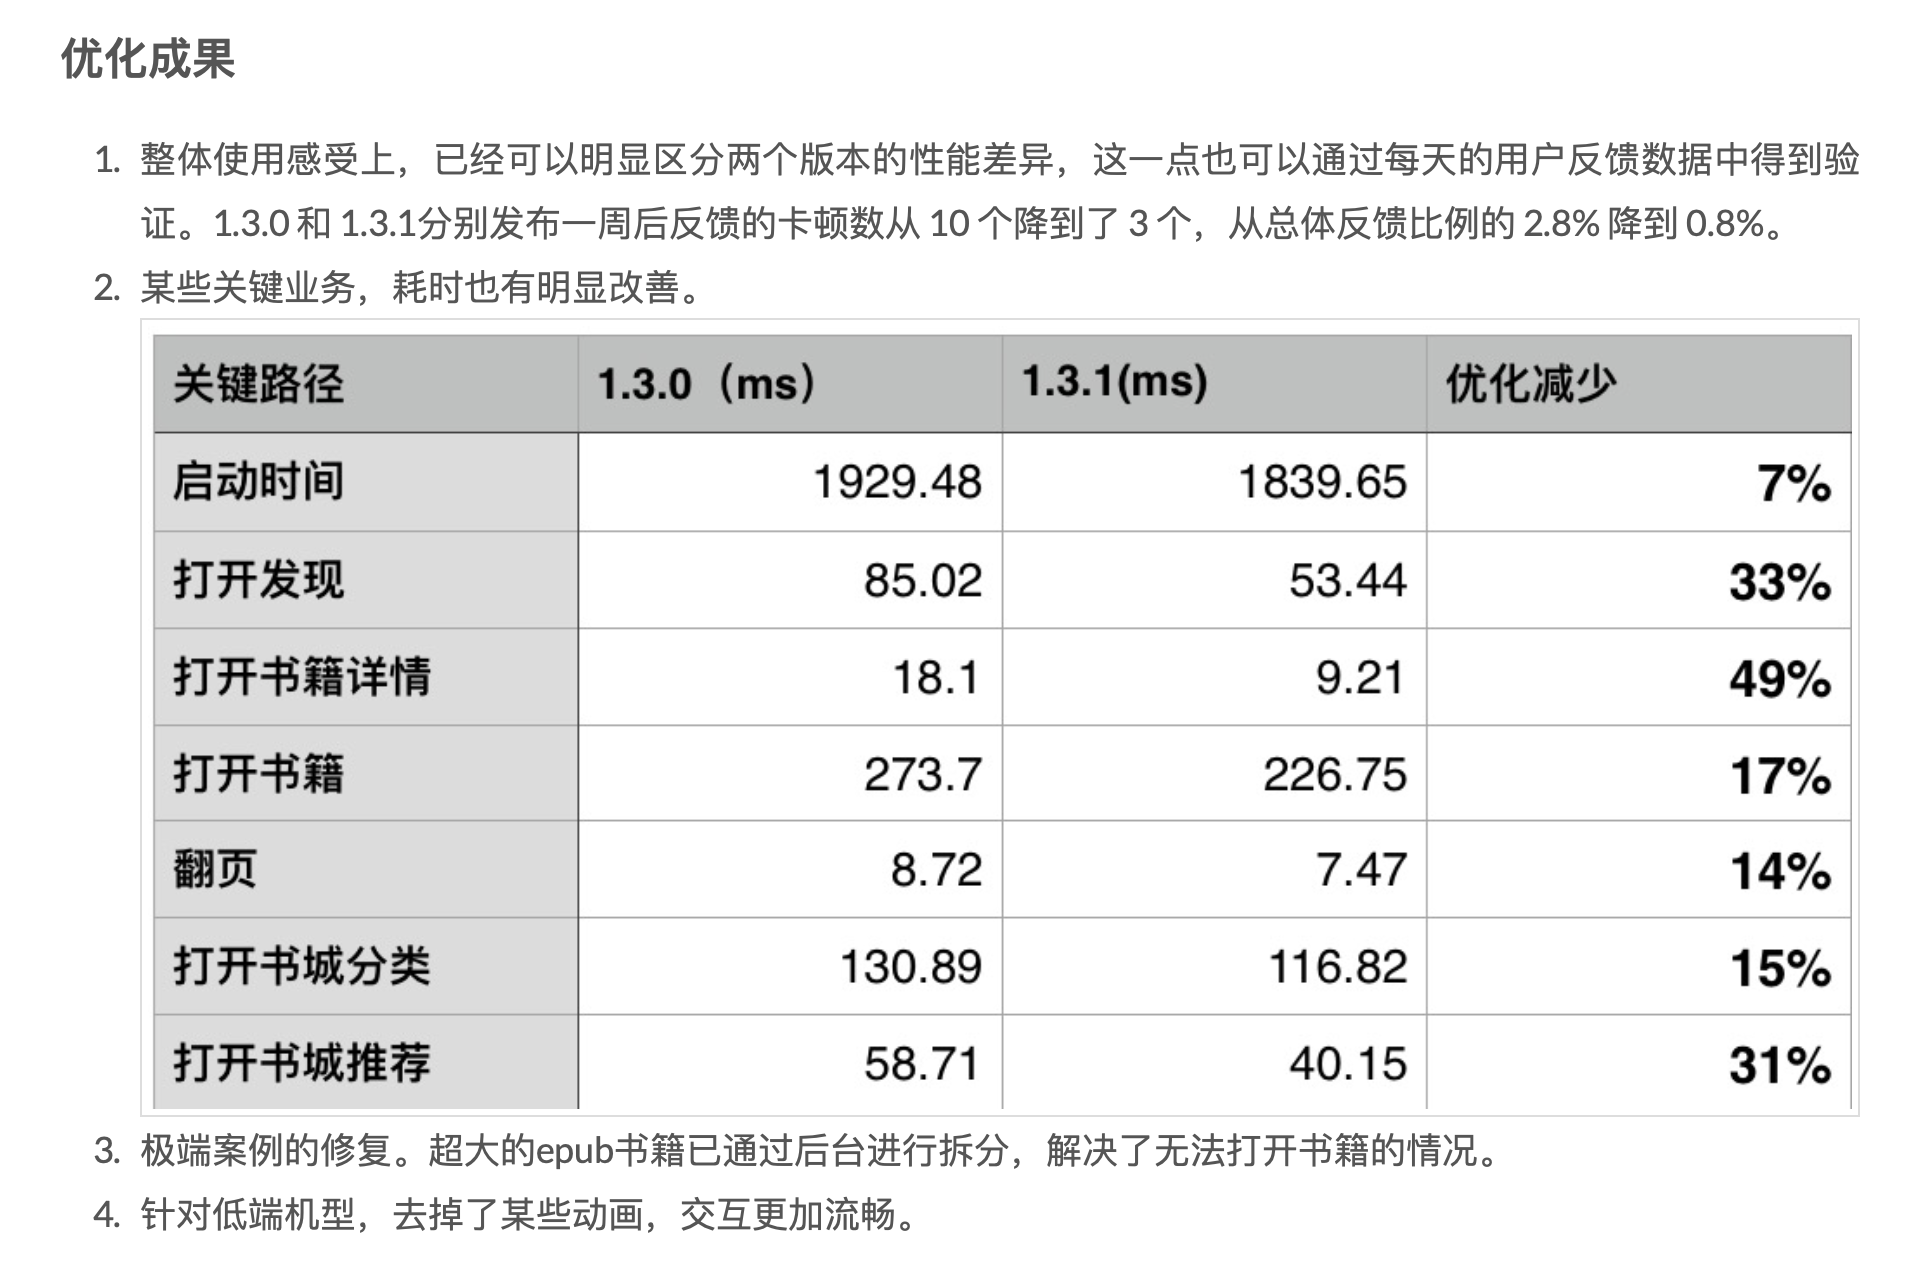 优化成果
1. 整体使用感受上，已经可以明显区分两个版本的性能差异，这一点也可以通过每天的用户反馈数据中得到验
证。1.3.0 和 1.3.1分别发布一周后反馈的卡顿数从 10 个降到了 3 个，从总体反馈比例的 2.8% 降到 0.8%。
2. 某些关键业务，耗时也有明显改善。
关键路径 1.3.0（ms） 1.3.1(ms) 优化减少
启动时间 1929.48 1839.65 7%
打开发现 85.02 53.44 33%
打开书籍详情 18.1 9.21 49%
打开书籍 273.7 226.75 17%
翻页 8.72 7.47 14%
打开书城分类 130.89 116.82 15%
打开书城推荐 58.71 40.15 31%
3. 极端案例的修复。超大的epub书籍已通过后台进行拆分，解决了无法打开书籍的情况。
4. 针对低端机型，去掉了某些动画，交互更加流畅。